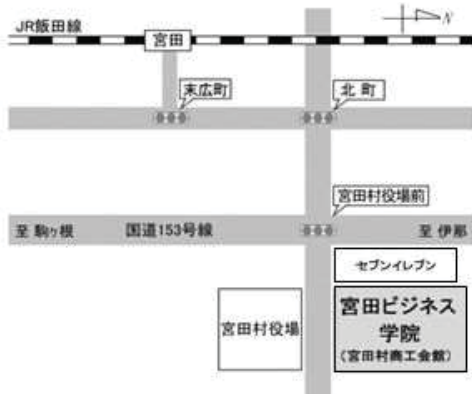 JR飯田線
N
宮田
末広町
北町
宮田村役場前
至 駒ヶ根
国道153号線
至 伊那
セブンイレブン
宮田村役場
宮田ビジネス
学院
(宮田村商工会館)